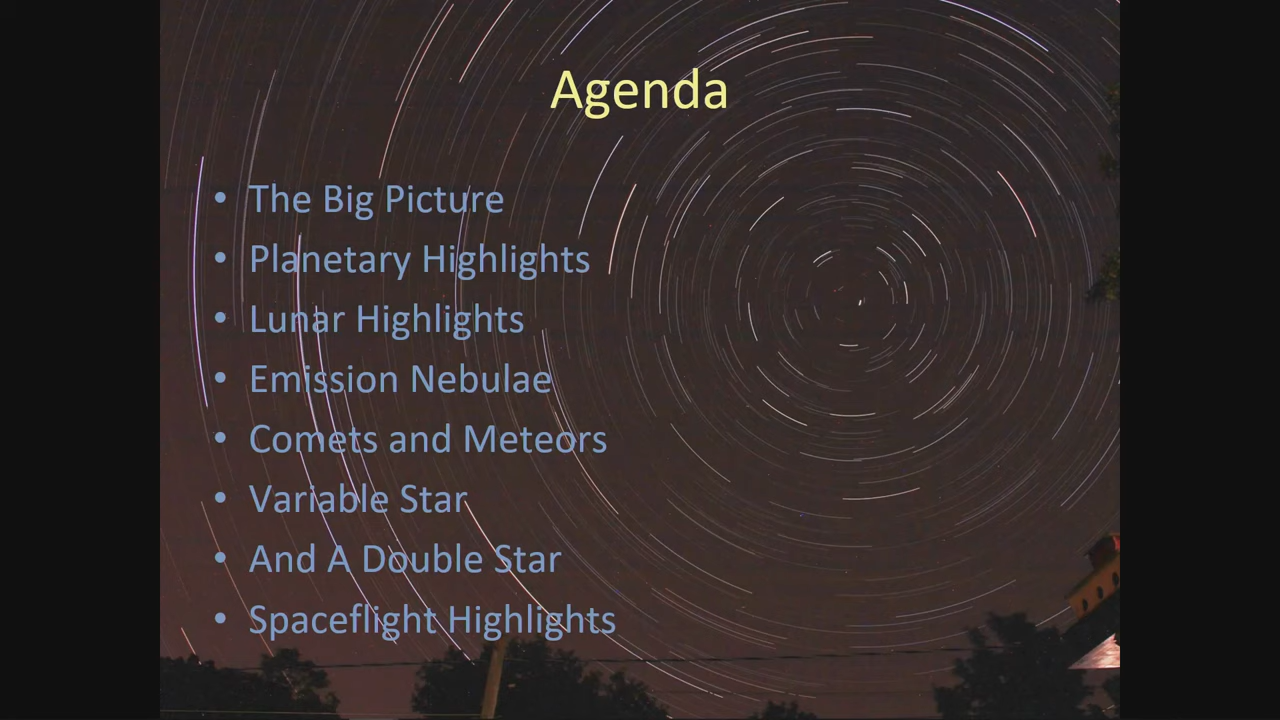 Agenda
• The Big Picture
• Planetary Highlights
• Lunar Highlights
• Emission Nebulae
• Comets and Meteors
• Variable Star
• And A Double Star
• Spaceflight Highlights